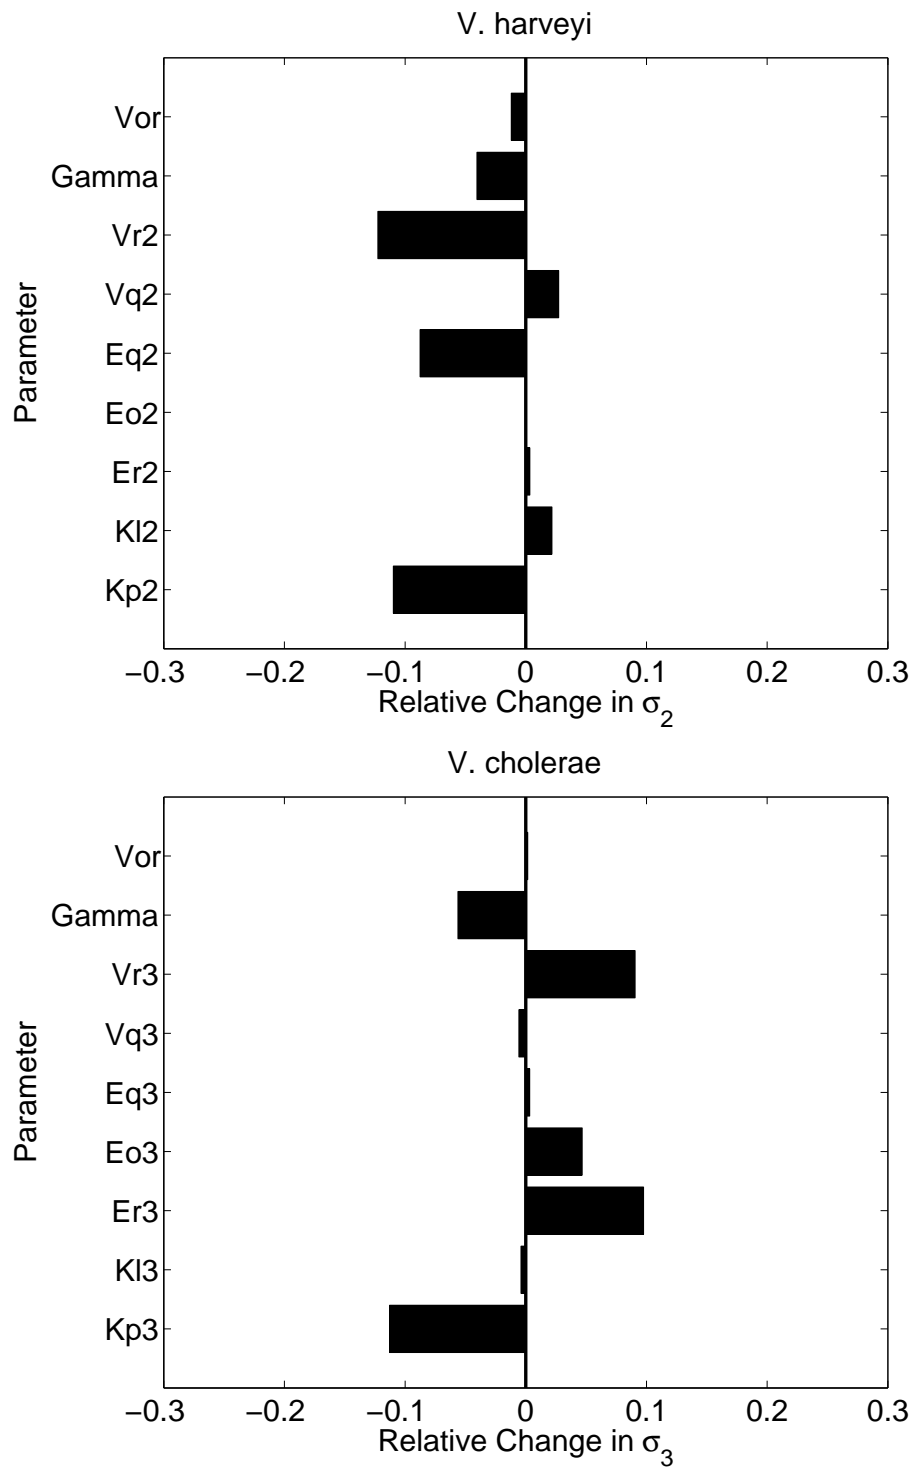 V. harveyi
Parameter
Vor
Gamma
Vr2
Vq2
Eq2
Eo2
Er2
Kl2
Kp2
−0.3 −0.2 −0.1 0 0.1 0.2 0.3
Relative Change in σ2
V. cholerae
Parameter
Vor
Gamma
Vr3
Vq3
Eq3
Eo3
Er3
Kl3
Kp3
−0.3 −0.2 −0.1 0 0.1 0.2 0.3
Relative Change in σ3